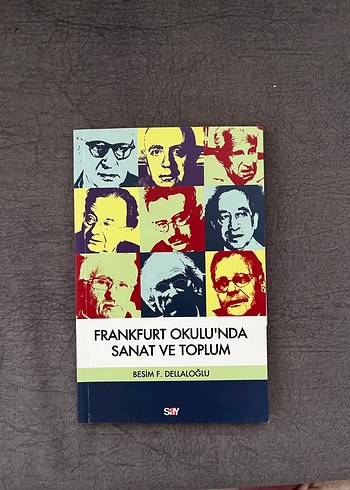 FRANKFURT OKULU'NDA
SANAT VE TOPLUM
BESİM F. DELLALOĞLU
say